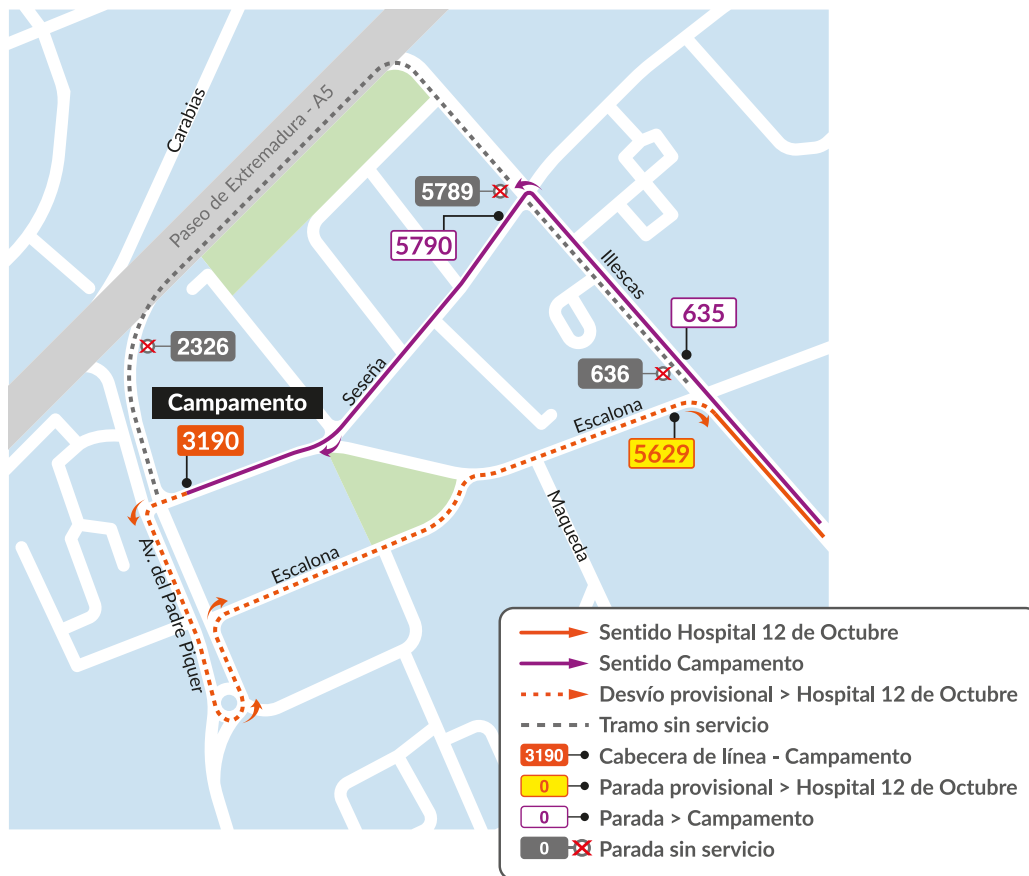 Carabias
Paseo de Extremadura - A5
5789
5790
Illescas
635
2326
636
Seseña
Campamento
3190
Escalona
5629
Maqueda
Escalona
Av. del Padre Piquer
Sentido Hospital 12 de Octubre
Sentido Campamento
Desvío provisional > Hospital 12 de Octubre
Tramo sin servicio
3190 Cabecera de línea - Campamento
0 Parada provisional > Hospital 12 de Octubre
0 Parada > Campamento
0 Parada sin servicio